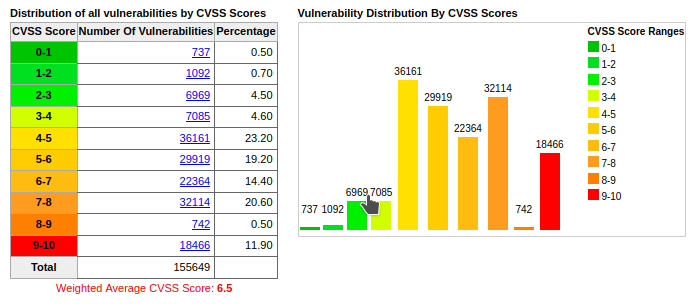 Distribution of all vulnerabilities by CVSS Scores
CVSS Score Number Of Vulnerabilities Percentage
0-1 737 0.50
1-2 1092 0.70
2-3 6969 4.50
3-4 7085 4.60
4-5 36161 23.20
5-6 29919 19.20
6-7 22364 14.40
7-8 32114 20.60
8-9 742 0.50
9-10 18466 11.90
Total 155649
Weighted Average CVSS Score: 6.5
Vulnerability Distribution By CVSS Scores
737
1092
6969
7085
36161
29919
22364
32114
742
18466
CVSS Score Ranges
0-1
1-2
2-3
3-4
4-5
5-6
6-7
7-8
8-9
9-10